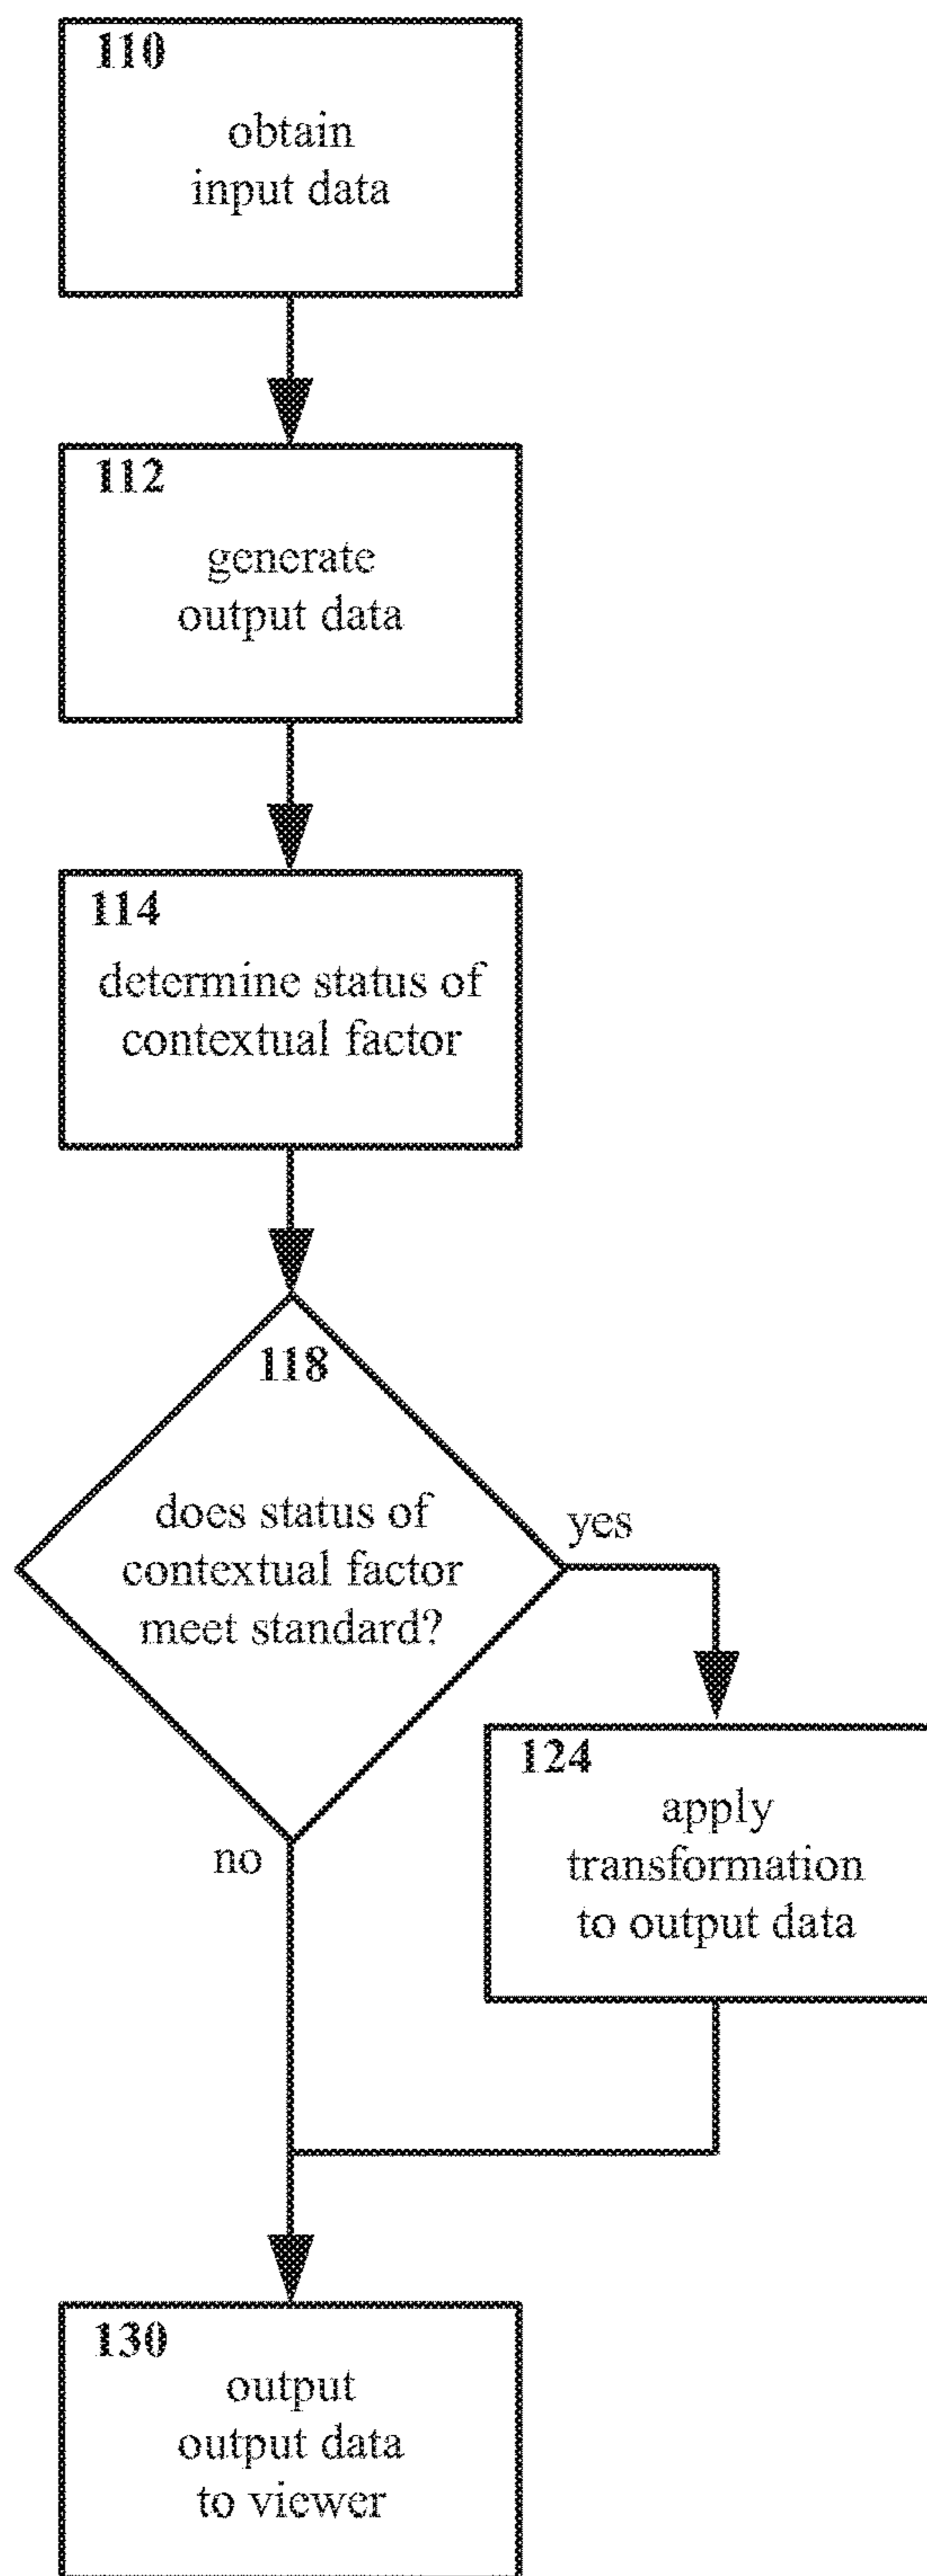 110
obtain
input data
112
generate
output data
114
determine status of
contextual factor
118
does status of
contextual factor
meet standard?
yes
no
124
apply
transformation
to output data
130
output
output data
to viewer